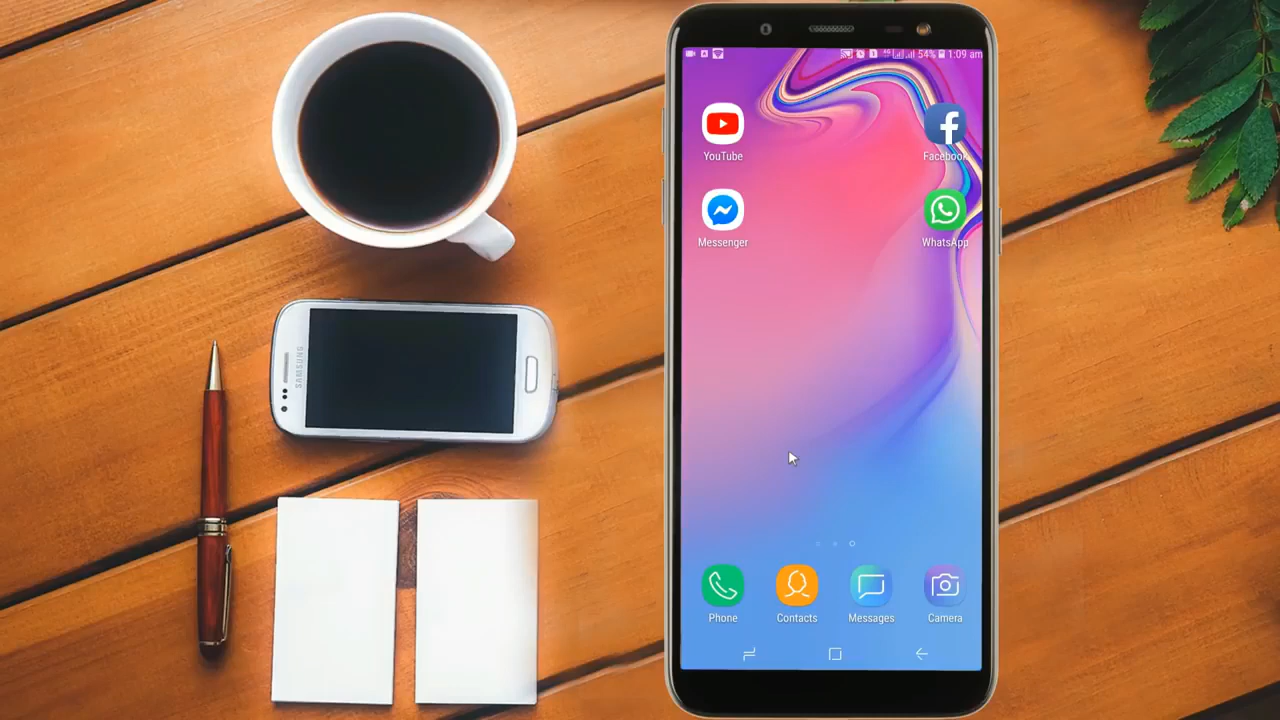 54% 1:09 am
YouTube
Facebook
Messenger
WhatsApp
SAMSUNG
Phone
Contacts
Messages
Camera